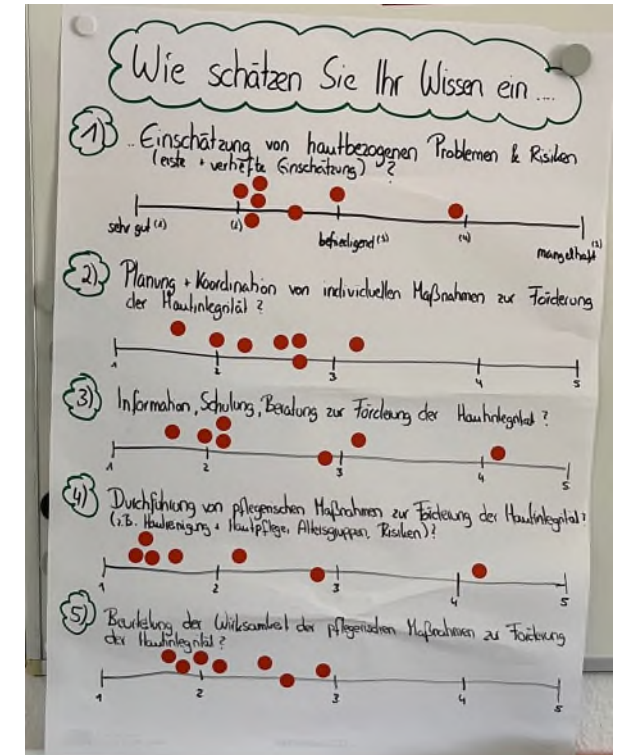 Wie schätzen Sie Ihr Wissen ein ....
1) .. Einschätzung von hautbezogenen Problemen & Risiken
(erste + vertiefte Einschätzung) ?
sehr gut (1) (2) befriedigend (3) (4) mangelhaft (5)
2) Planung + Koordination von individuellen Maßnahmen zur Förderung
der Hautintegrität ?
1 2 3 4 5
3) Information, Schulung, Beratung zur Förderung der Hautintegrität ?
1 2 3 4 5
4) Durchführung von pflegerischen Maßnahmen zur Förderung der Hautintegrität?
(z.B. Hautreinigung + Hautpflege, Altersgruppen, Risiken)?
1 2 3 4 5
5) Beurteilung der Wirksamkeit der pflegerischen Maßnahmen zur Förderung
der Hautintegrität ?
1 2 3 4 5